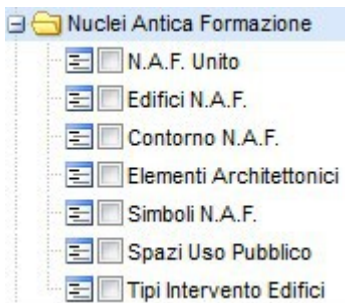 Nuclei Antica Formazione
N.A.F. Unito
Edifici N.A.F.
Contorno N.A.F.
Elementi Architettonici
Simboli N.A.F.
Spazi Uso Pubblico
Tipi Intervento Edifici